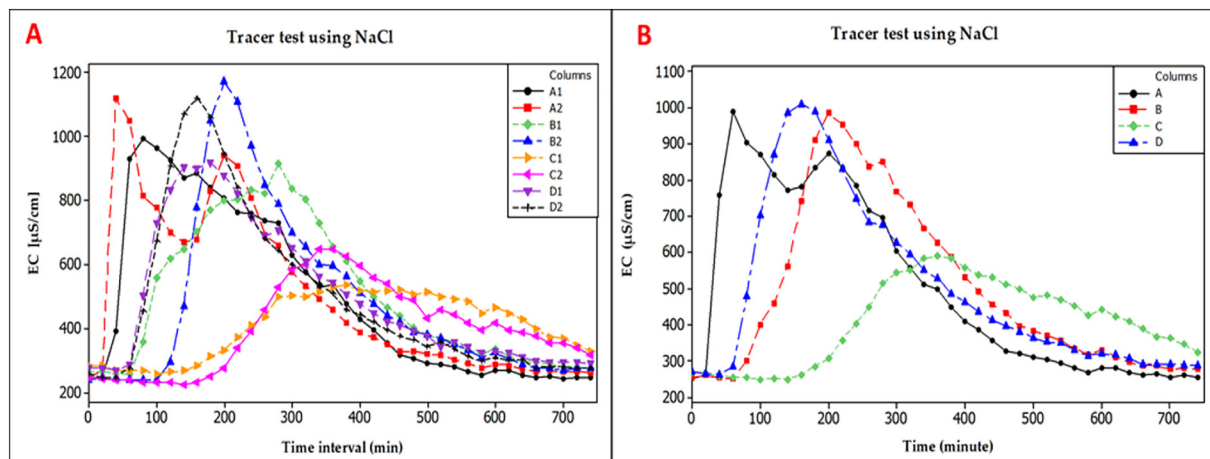 A
Tracer test using NaCl
1200
1000
800
600
400
200
EC [µS/cm)
0 100 200 300 400 500 600 700
Time interval (min)
Columns
A1
A2
B1
B2
C1
C2
D1
D2
B
Tracer test using NaCl
1100
1000
900
800
700
600
500
400
300
200
EC (µS/cm)
0 100 200 300 400 500 600 700
Time (minute)
Columns
A
B
C
D